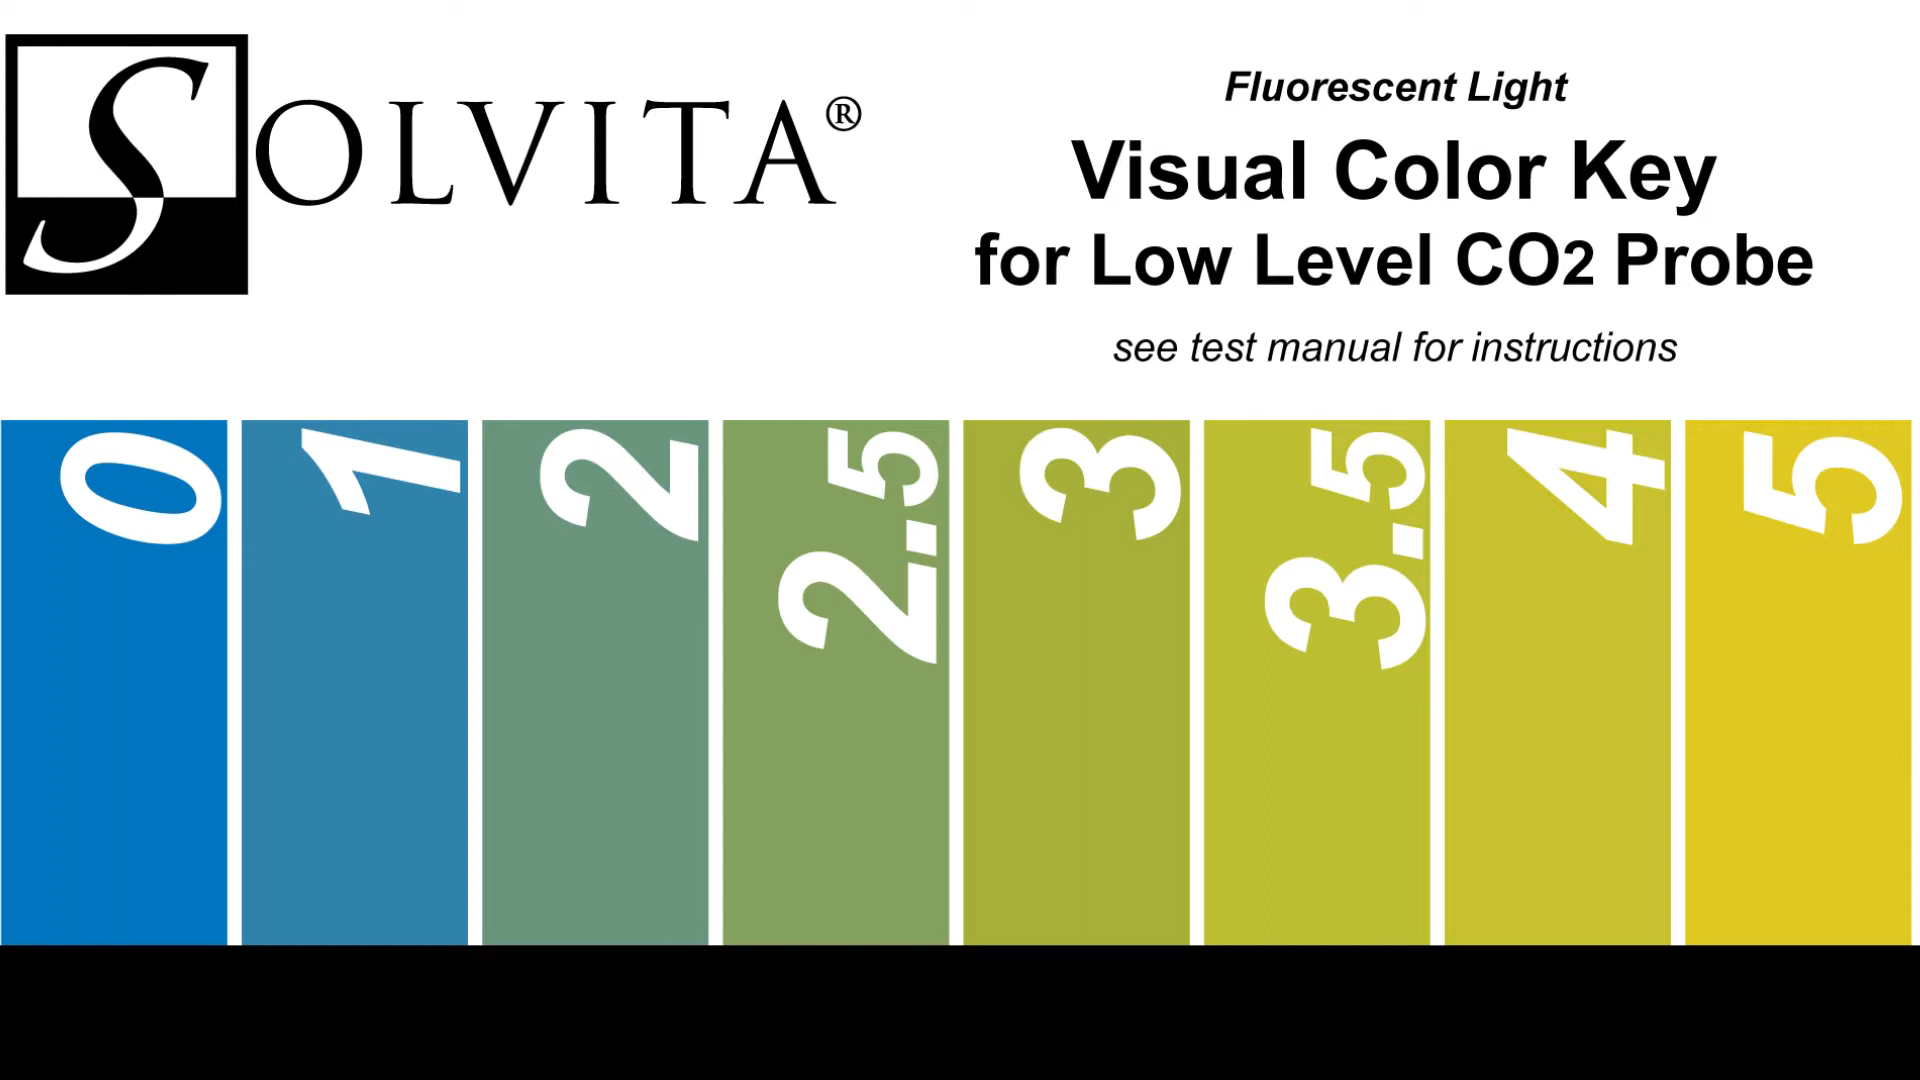 SOLVITA®
Fluorescent Light
Visual Color Key
for Low Level CO2 Probe
see test manual for instructions
0
1
2
2.5
3
3.5
4
5